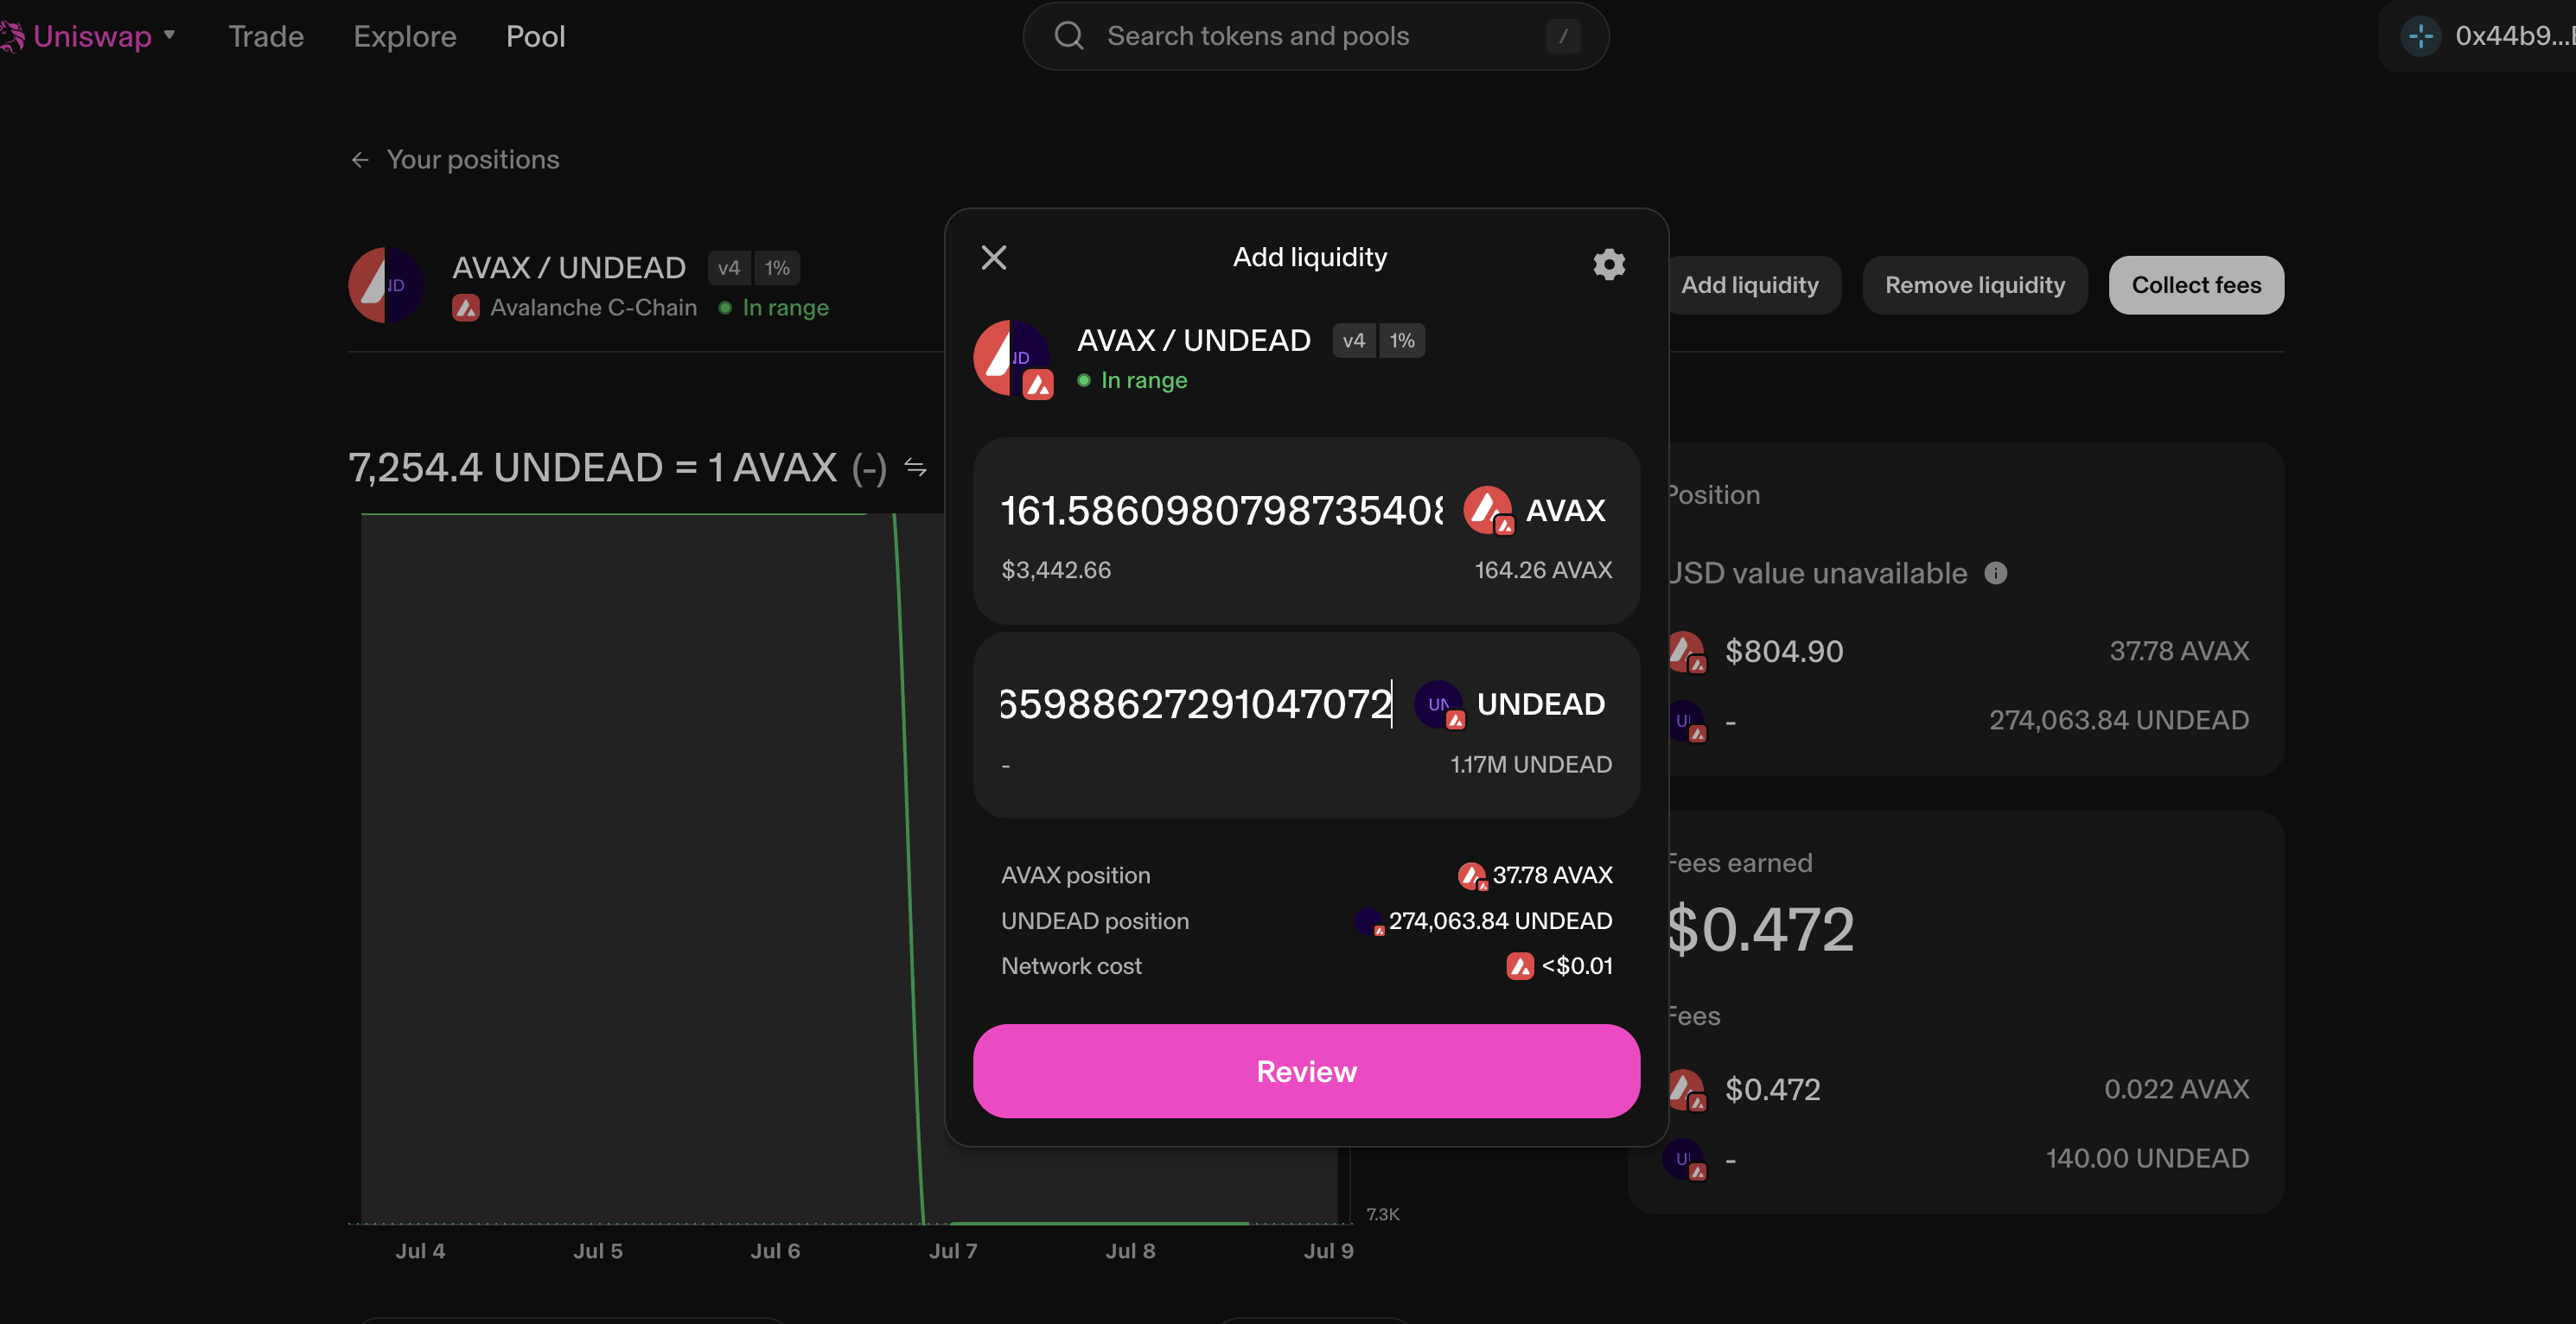 Uniswap Trade Explore Pool Search tokens and pools / 0x44b9...E
← Your positions
AVAX / UNDEAD v4 1%
Avalanche C-Chain In range
Add liquidity Remove liquidity Collect fees
7,254.4 UNDEAD = 1 AVAX (-)
Jul 4 Jul 5 Jul 6 Jul 7 Jul 8 Jul 9
7.3K
Add liquidity
AVAX / UNDEAD v4 1%
In range
161.586098079873540 AVAX
$3,442.66 164.26 AVAX
65988627291047072 UNDEAD
- 1.17M UNDEAD
AVAX position 37.78 AVAX
UNDEAD position 274,063.84 UNDEAD
Network cost <$0.01
Review
Position
USD value unavailable
$804.90 37.78 AVAX
- 274,063.84 UNDEAD
Fees earned
$0.472
Fees
$0.472 0.022 AVAX
- 140.00 UNDEAD